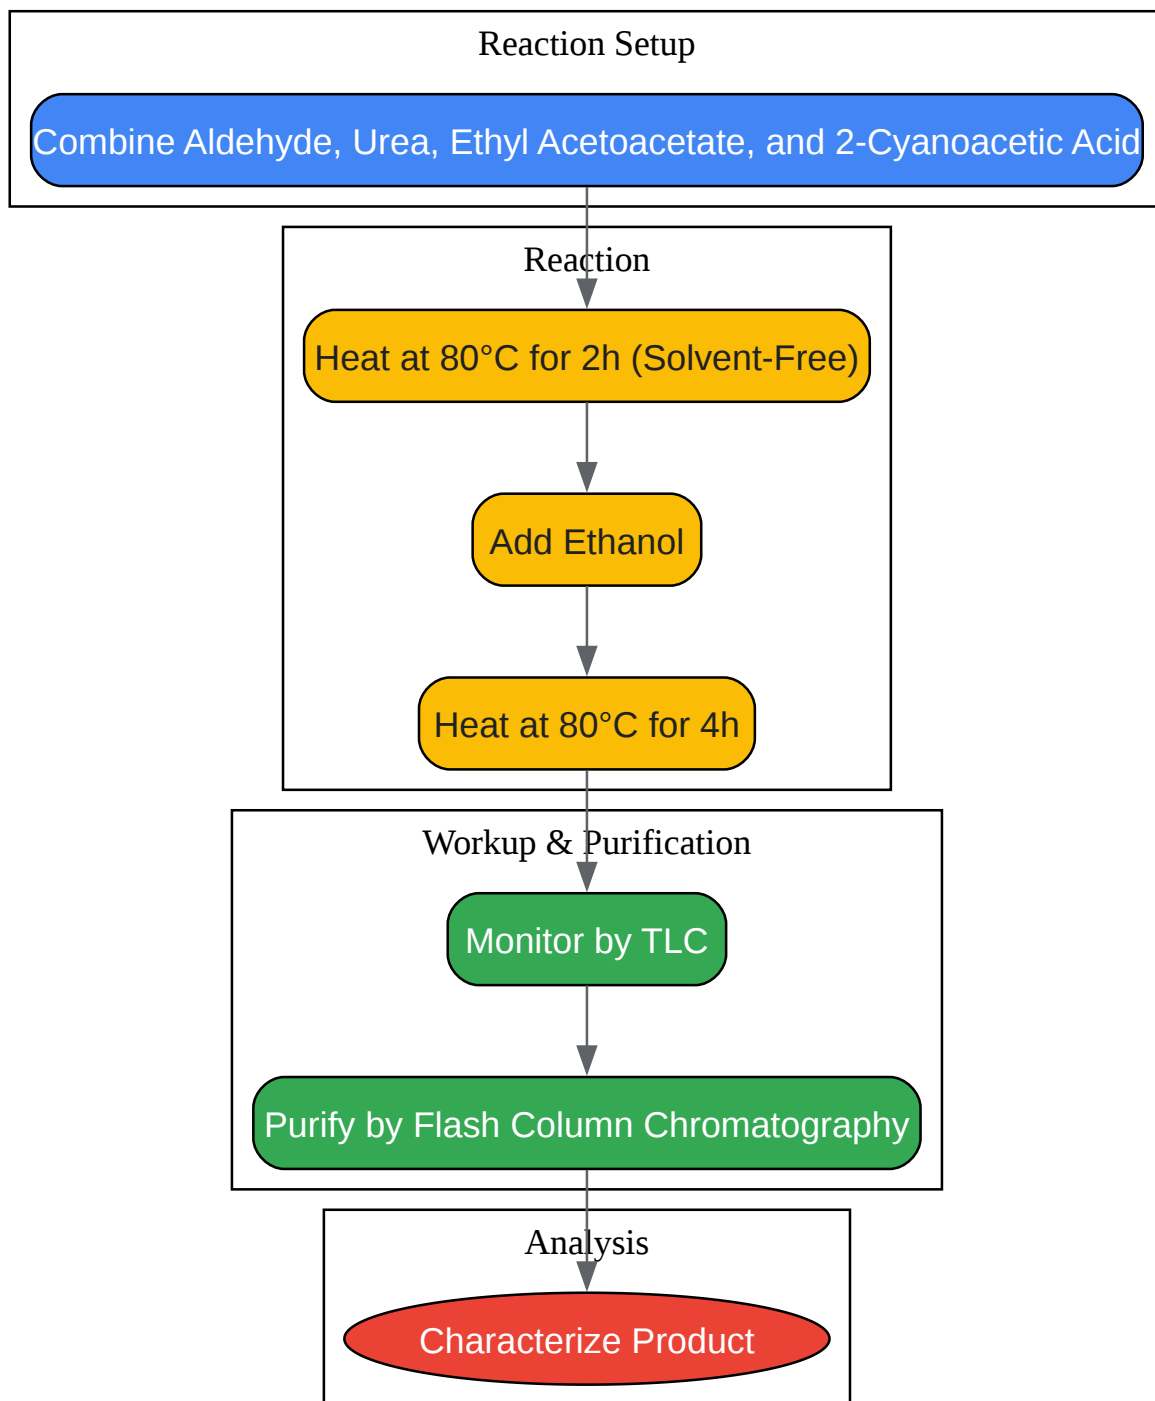 Reaction Setup
Combine Aldehyde, Urea, Ethyl Acetoacetate, and 2-Cyanoacetic Acid
Reaction
Heat at 80°C for 2h (Solvent-Free)
Add Ethanol
Heat at 80°C for 4h
Workup & Purification
Monitor by TLC
Purify by Flash Column Chromatography
Analysis
Characterize Product